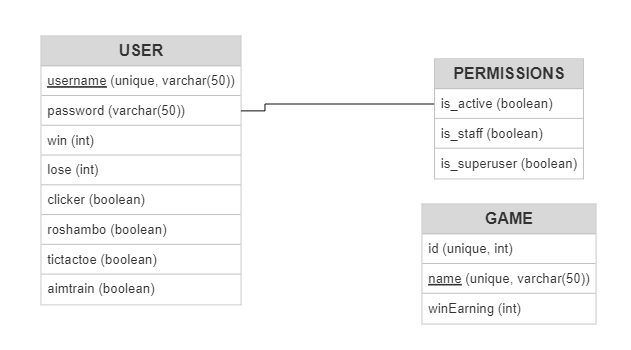 USER
username (unique, varchar(50))
password (varchar(50))
win (int)
lose (int)
clicker (boolean)
roshambo (boolean)
tictactoe (boolean)
aimtrain (boolean)
PERMISSIONS
is_active (boolean)
is_staff (boolean)
is_superuser (boolean)
GAME
id (unique, int)
name (unique, varchar(50))
winEarning (int)